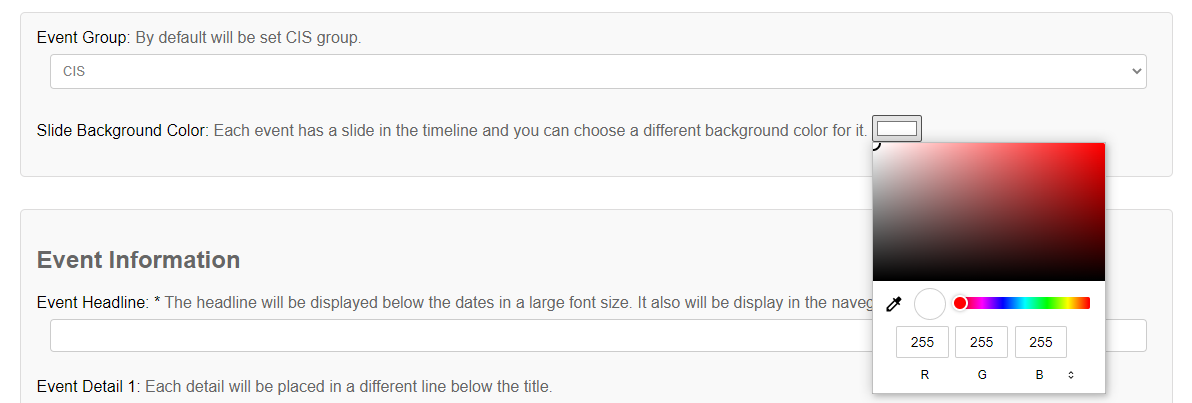 Event Group: By default will be set CIS group.
CIS
Slide Background Color: Each event has a slide in the timeline and you can choose a different background color for it.
Event Information
Event Headline: * The headline will be displayed below the dates in a large font size. It also will be display in the naveg
255 255 255
R G B
Event Detail 1: Each detail will be placed in a different line below the title.